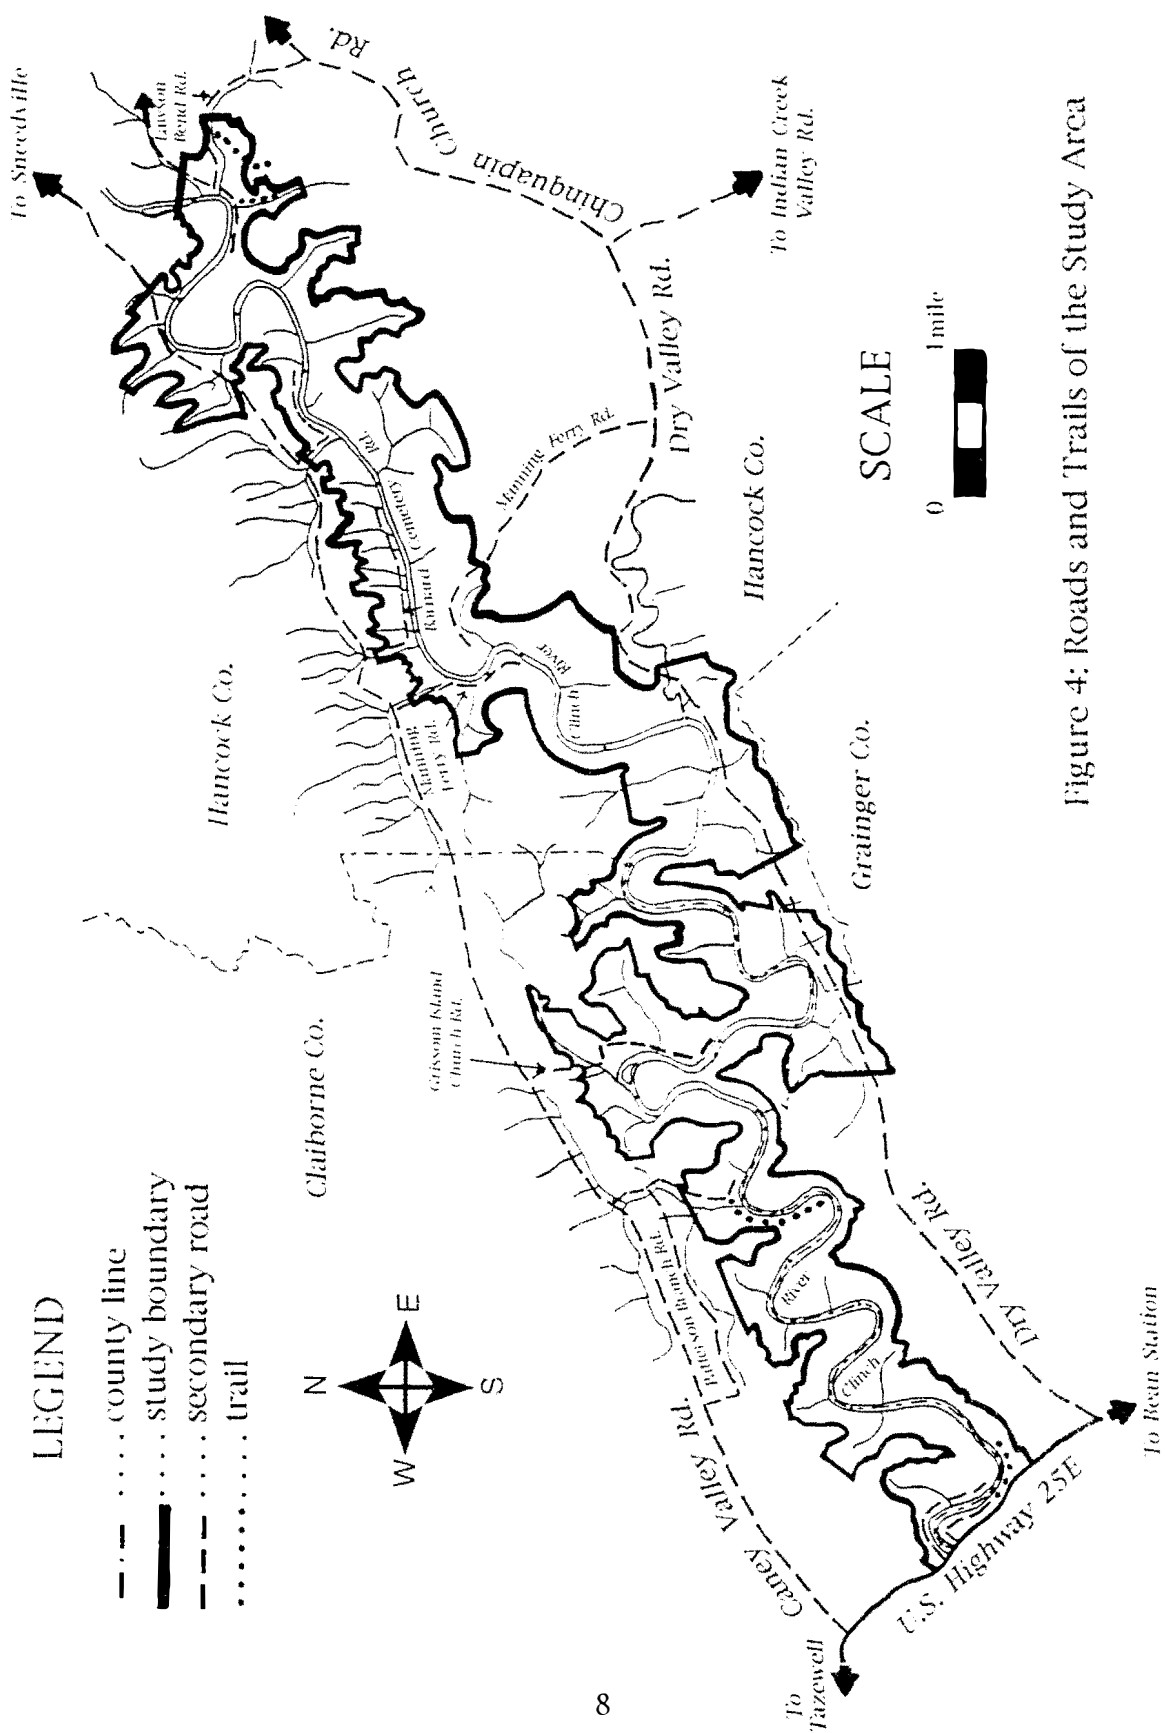 LEGEND
county line
study boundary
secondary road
trail
N
W
E
S
To Sneedville
Lawson
Bend Rd.
Chinquapin Church Rd.
To Indian Creek
Valley Rd.
Dry Valley Rd.
Manning Ferry Rd.
Barnard Cemetery Rd.
Hancock Co.
Hancock Co.
Manning
Ferry Rd.
Clinch River
Grainger Co.
Claiborne Co.
Grissom Island
Church Rd.
Patterson Branch Rd.
Caney Valley Rd.
Clinch River
Dry Valley Rd.
U.S. Highway 25E
To Bean Station
To
Tazewell
SCALE
0
1 mile
Figure 4: Roads and Trails of the Study Area
8